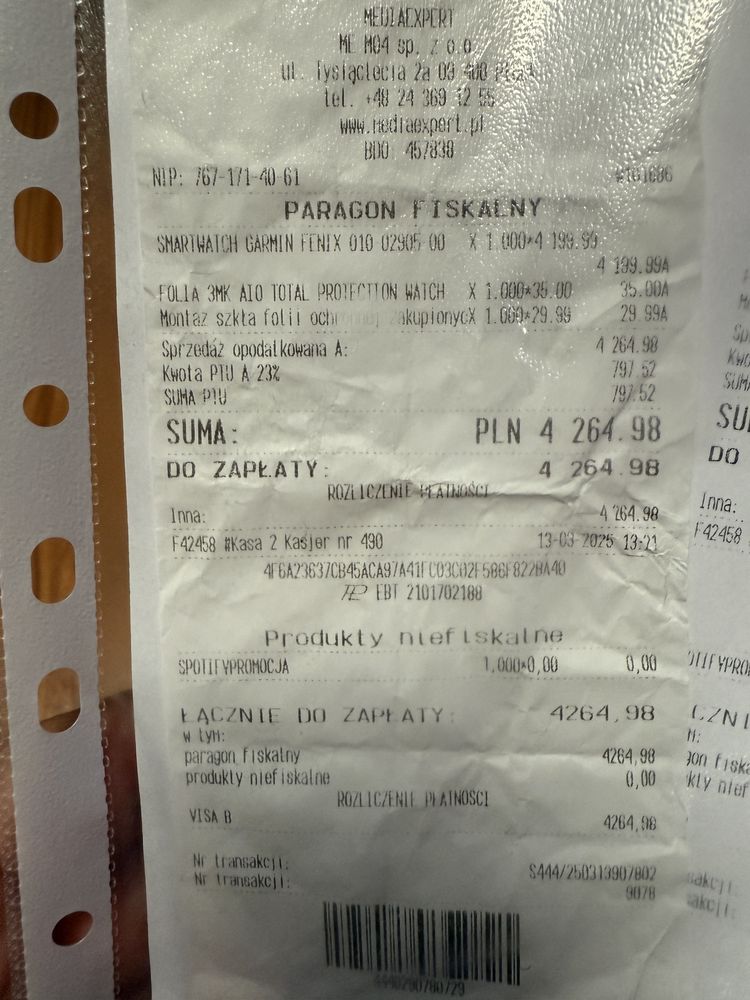 MEDIAEXPERT
ME M04 sp. z o.o
ul. Tysiąclecia 2a 09 400
tel. +48 24 369 12 55
www.mediaexpert.pl
BDO: 457838
NIP: 767-171-40-61
PARAGON FISKALNY
SMARTWATCH GARMIN FENIX 010 02905 00 X 1.000*4 199.99
4 199.99A
FOLIA 3MK AIO TOTAL PROTECTION WATCH X 1.000*35.00 35.00A
Montaż szkła folii zakupionycX 1.000*29.99 29.99A
Sprzedaż opodatkowana A: 4 264.98
Kwota PTU A 23% 797.52
SUMA PTU 797.52
SUMA: PLN 4 264.98
DO ZAPŁATY: 4 264.98
ROZLICZENIE PŁATNOŚCI
Inna: 4 264.98
F42458 #Kasa 2 Kasjer nr 490 13-03-2025 13:21
EBT 2101702188
Produkty niefiskalne
SPOTIFYPROMOCJA 1,000*0,00 0,00
ŁĄCZNIE DO ZAPŁATY: 4264,98
w tym:
paragon fiskalny 4264,98
produkty niefiskalne 0,00
ROZLICZENIE PŁATNOŚCI
VISA B 4264,98
Nr transakcji: S444/250313907802
Nr transakcji: 9078